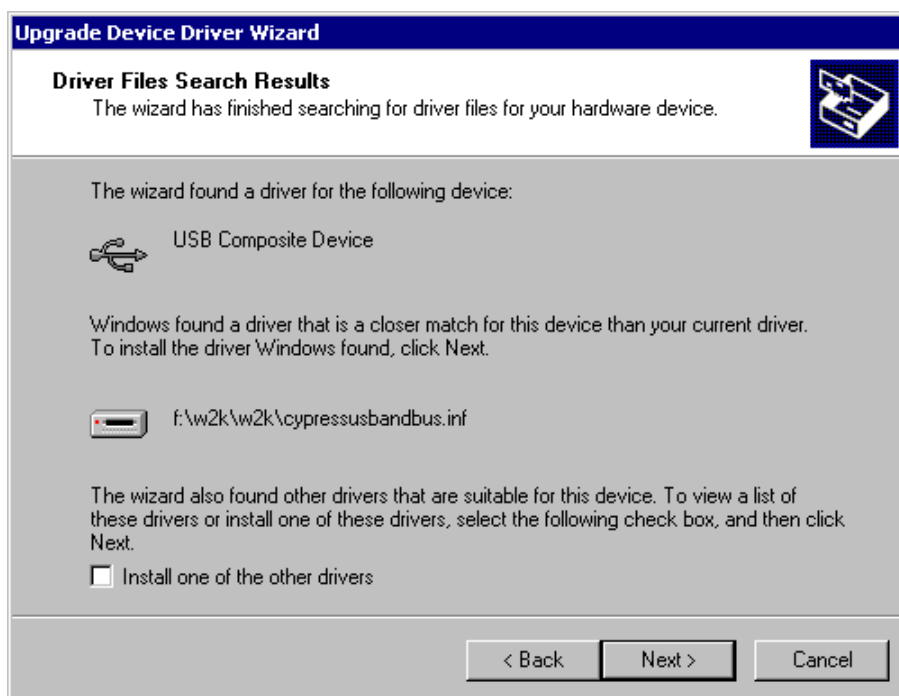 Upgrade Device Driver Wizard
Driver Files Search Results
The wizard has finished searching for driver files for your hardware device.
The wizard found a driver for the following device:
USB Composite Device
Windows found a driver that is a closer match for this device than your current driver.
To install the driver Windows found, click Next.
f:\w2k\w2k\cypressusbandbus.inf
The wizard also found other drivers that are suitable for this device. To view a list of
these drivers or install one of these drivers, select the following check box, and then click
Next.
Install one of the other drivers
< Back
Next >
Cancel